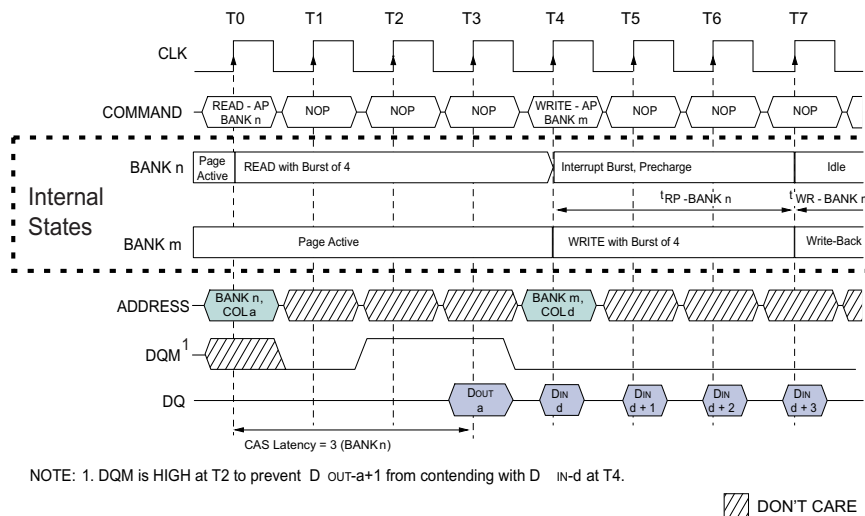 T0 T1 T2 T3 T4 T5 T6 T7
CLK
COMMAND
READ - AP
BANK n
NOP
NOP
NOP
WRITE - AP
BANK m
NOP
NOP
NOP
Internal
States
BANK n
Page
Active
READ with Burst of 4
Interrupt Burst, Precharge
Idle
tRP -BANK n
tWR - BANK m
BANK m
Page Active
WRITE with Burst of 4
Write-Back
ADDRESS
BANK n,
COL a
BANK m,
COL d
DQM1
DQ
DOUT
a
DIN
d
DIN
d + 1
DIN
d + 2
DIN
d + 3
CAS Latency = 3 (BANK n)
NOTE: 1. DQM is HIGH at T2 to prevent D OUT-a+1 from contending with D IN-d at T4.
DON'T CARE